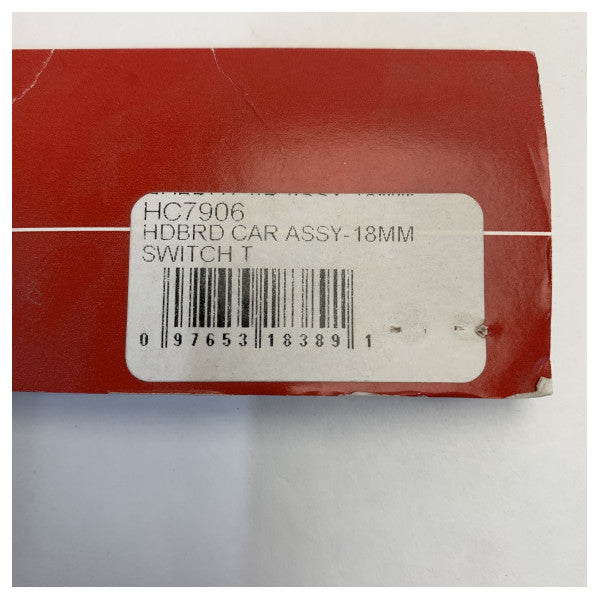 HC7906
HDBRD CAR ASSY-18MM
SWITCH T
0 97653 18389 1